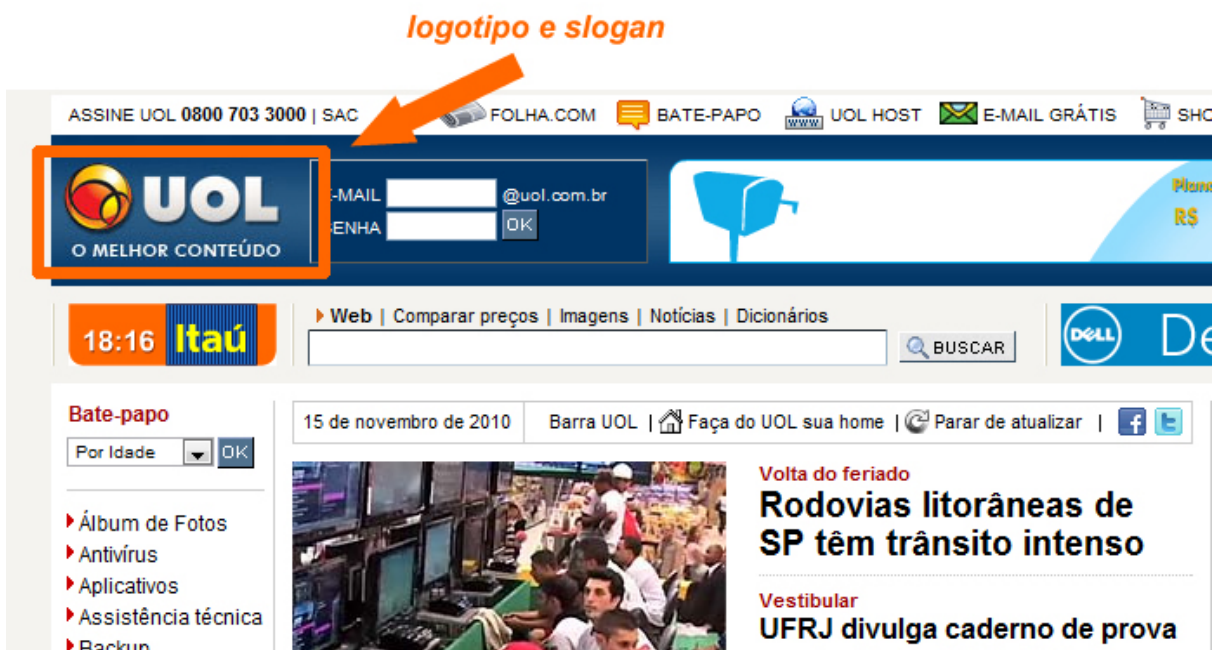 logotipo e slogan
ASSINE UOL 0800 703 3000 | SAC FOLHA.COM BATE-PAPO www UOL HOST E-MAIL GRÁTIS
UOL
O MELHOR CONTEÚDO
E-MAIL @uol.com.br
SENHA OK
R$
18:16 Itaú
Web | Comparar preços | Imagens | Notícias | Dicionários
BUSCAR
DELL
Bate-papo
Por Idade OK
15 de novembro de 2010 Barra UOL | Faça do UOL sua home | Parar de atualizar |
Álbum de Fotos
Antivírus
Aplicativos
Assistência técnica
Backup
Volta do feriado
Rodovias litorâneas de
SP têm trânsito intenso
Vestibular
UFRJ divulga caderno de prova